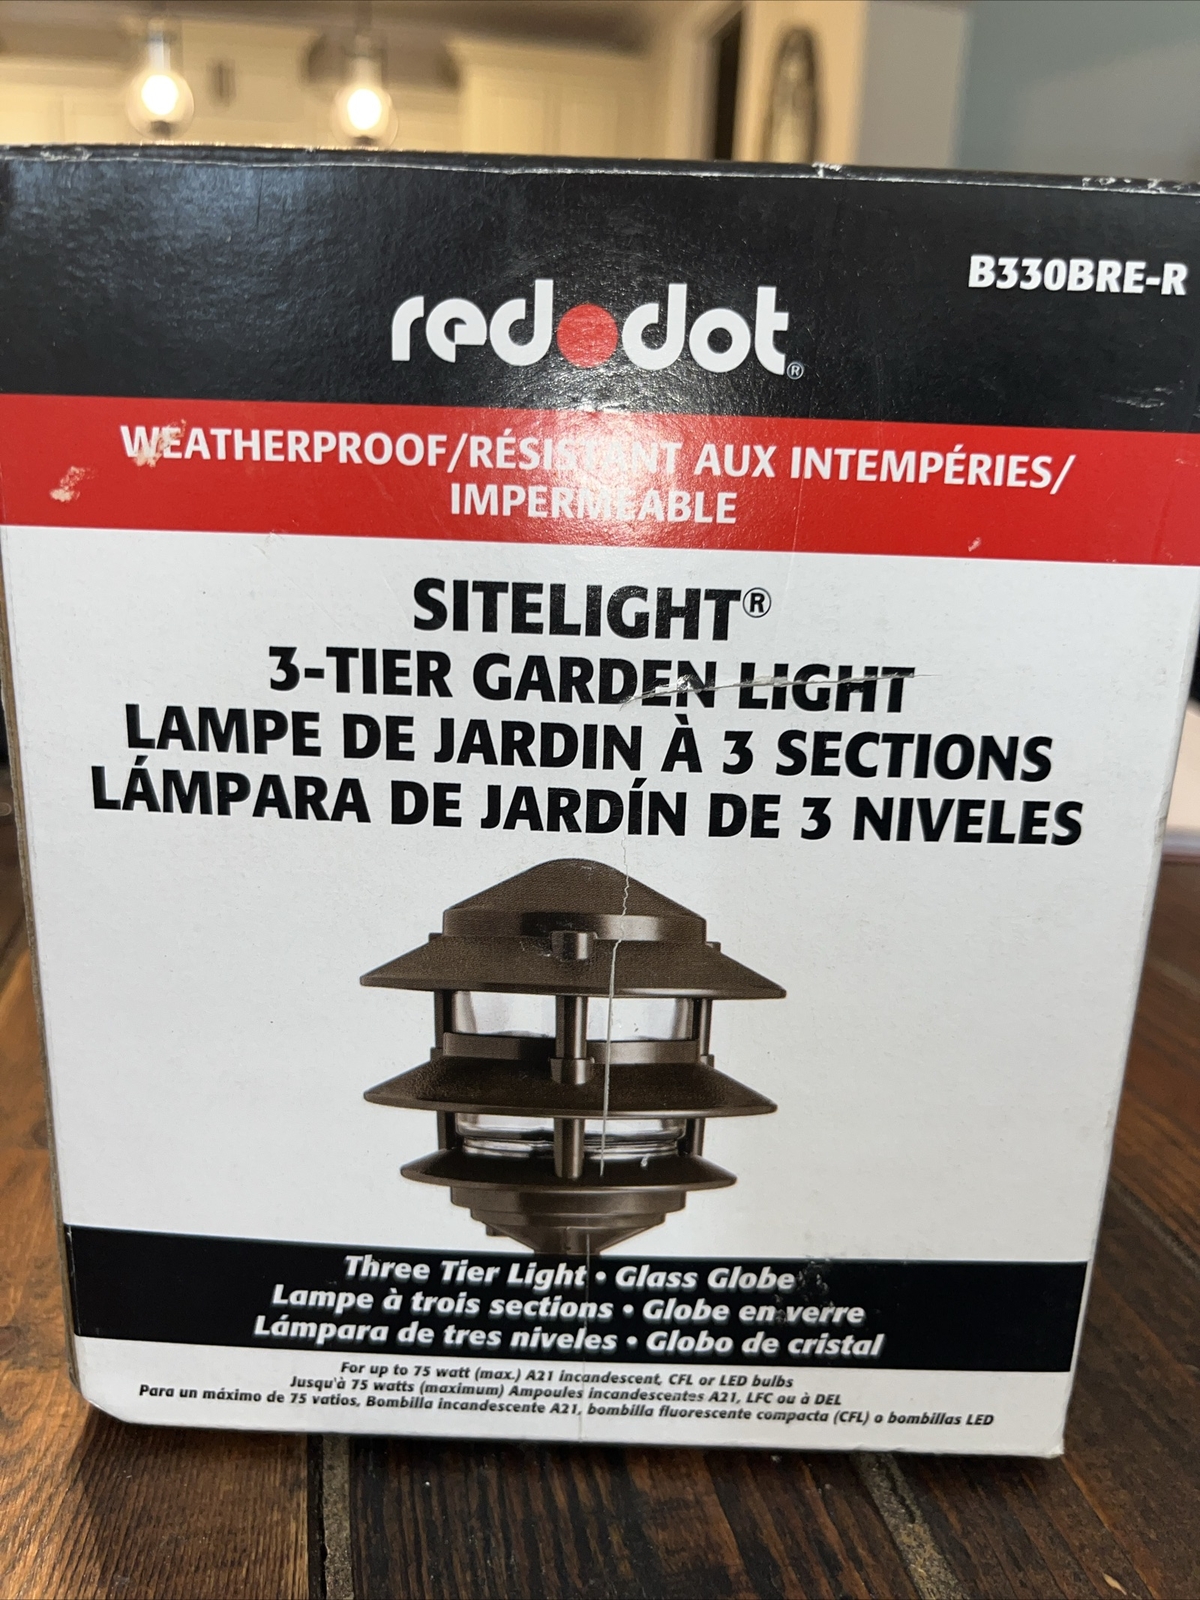 B330BRE-R
red dot®
WEATHERPROOF/RÉSISTANT AUX INTEMPÉRIES/
IMPERMEABLE
SITELIGHT®
3-TIER GARDEN LIGHT
LAMPE DE JARDIN À 3 SECTIONS
LÁMPARA DE JARDÍN DE 3 NIVELES
Three Tier Light • Glass Globe
Lampe à trois sections • Globe en verre
Lámpara de tres niveles • Globo de cristal
For up to 75 watt (max.) A21 incandescent, CFL or LED bulbs
Jusqu'à 75 watts (maximum) Ampoules incandescentes A21, LFC ou à DEL
Para un máximo de 75 vatios, Bombilla incandescente A21, bombilla fluorescente compacta (CFL) o bombillas LED